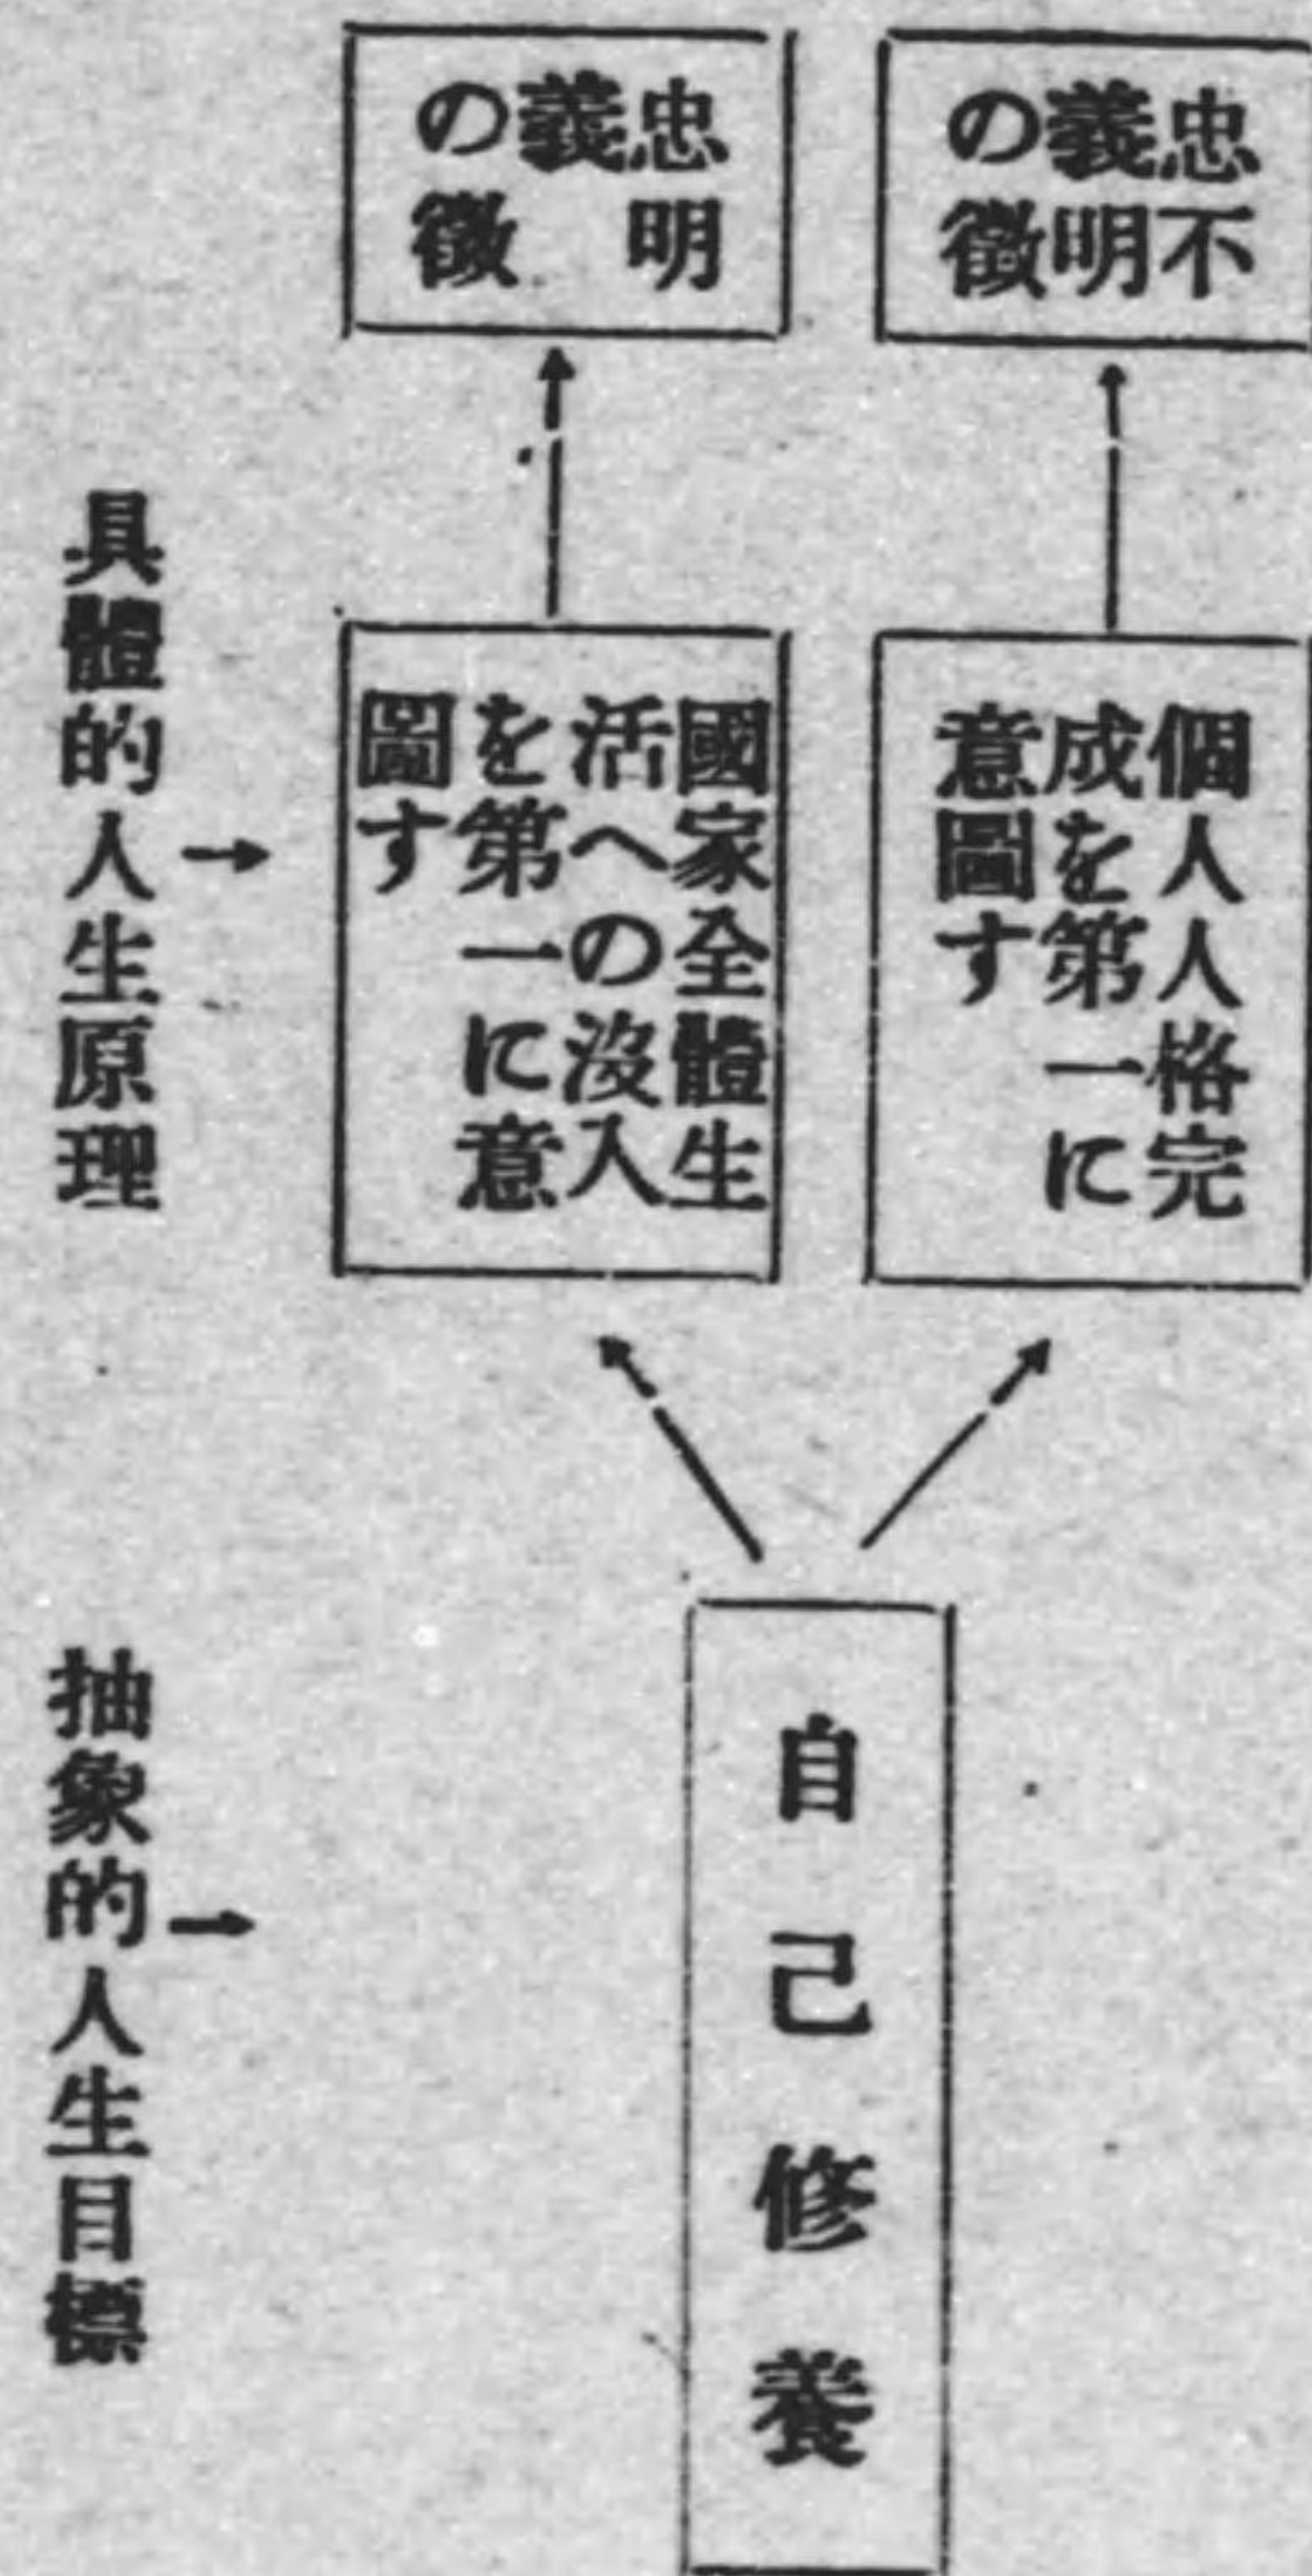 忠義の
不明徵
個人人格完
成を第一に
意圖す
忠義の
明徵
國家全體生
活への沒入
を第一に意
圖す
自己修養
具體的人生原理
抽象的人生目標